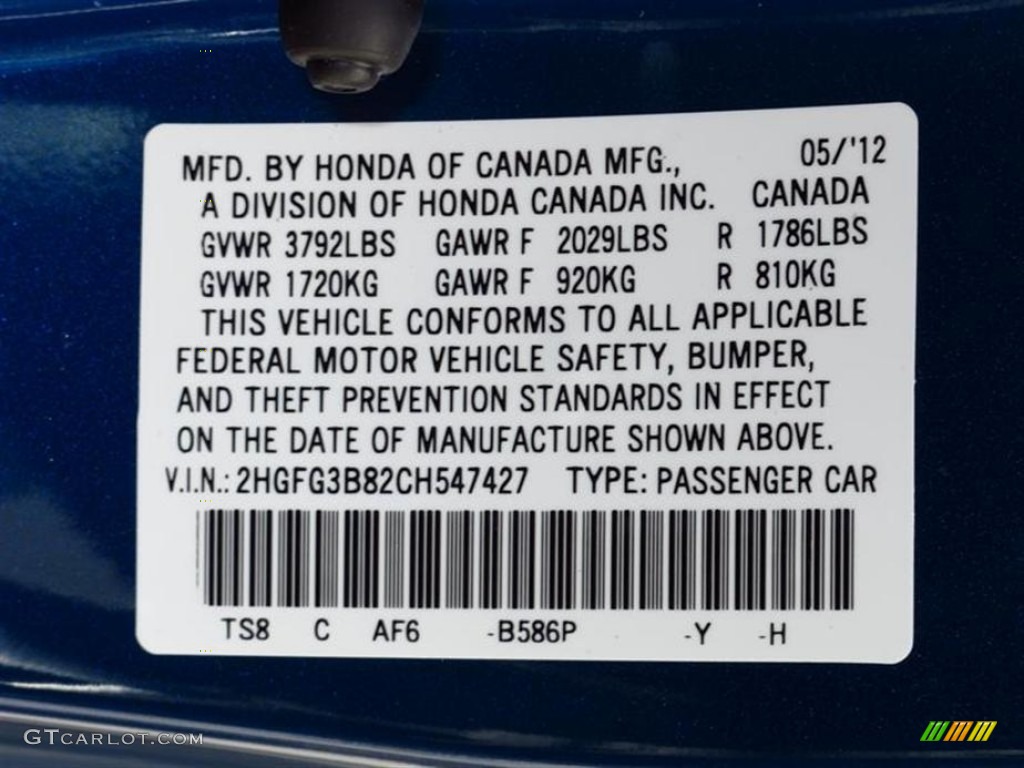 MFD. BY HONDA OF CANADA MFG., 05/'12
A DIVISION OF HONDA CANADA INC. CANADA
GVWR 3792LBS GAWR F 2029LBS R 1786LBS
GVWR 1720KG GAWR F 920KG R 810KG
THIS VEHICLE CONFORMS TO ALL APPLICABLE
FEDERAL MOTOR VEHICLE SAFETY, BUMPER,
AND THEFT PREVENTION STANDARDS IN EFFECT
ON THE DATE OF MANUFACTURE SHOWN ABOVE.
V.I.N.: 2HGFG3B82CH547427 TYPE: PASSENGER CAR
TS8 C AF6 -B586P -Y -H
GTCARLOT.COM